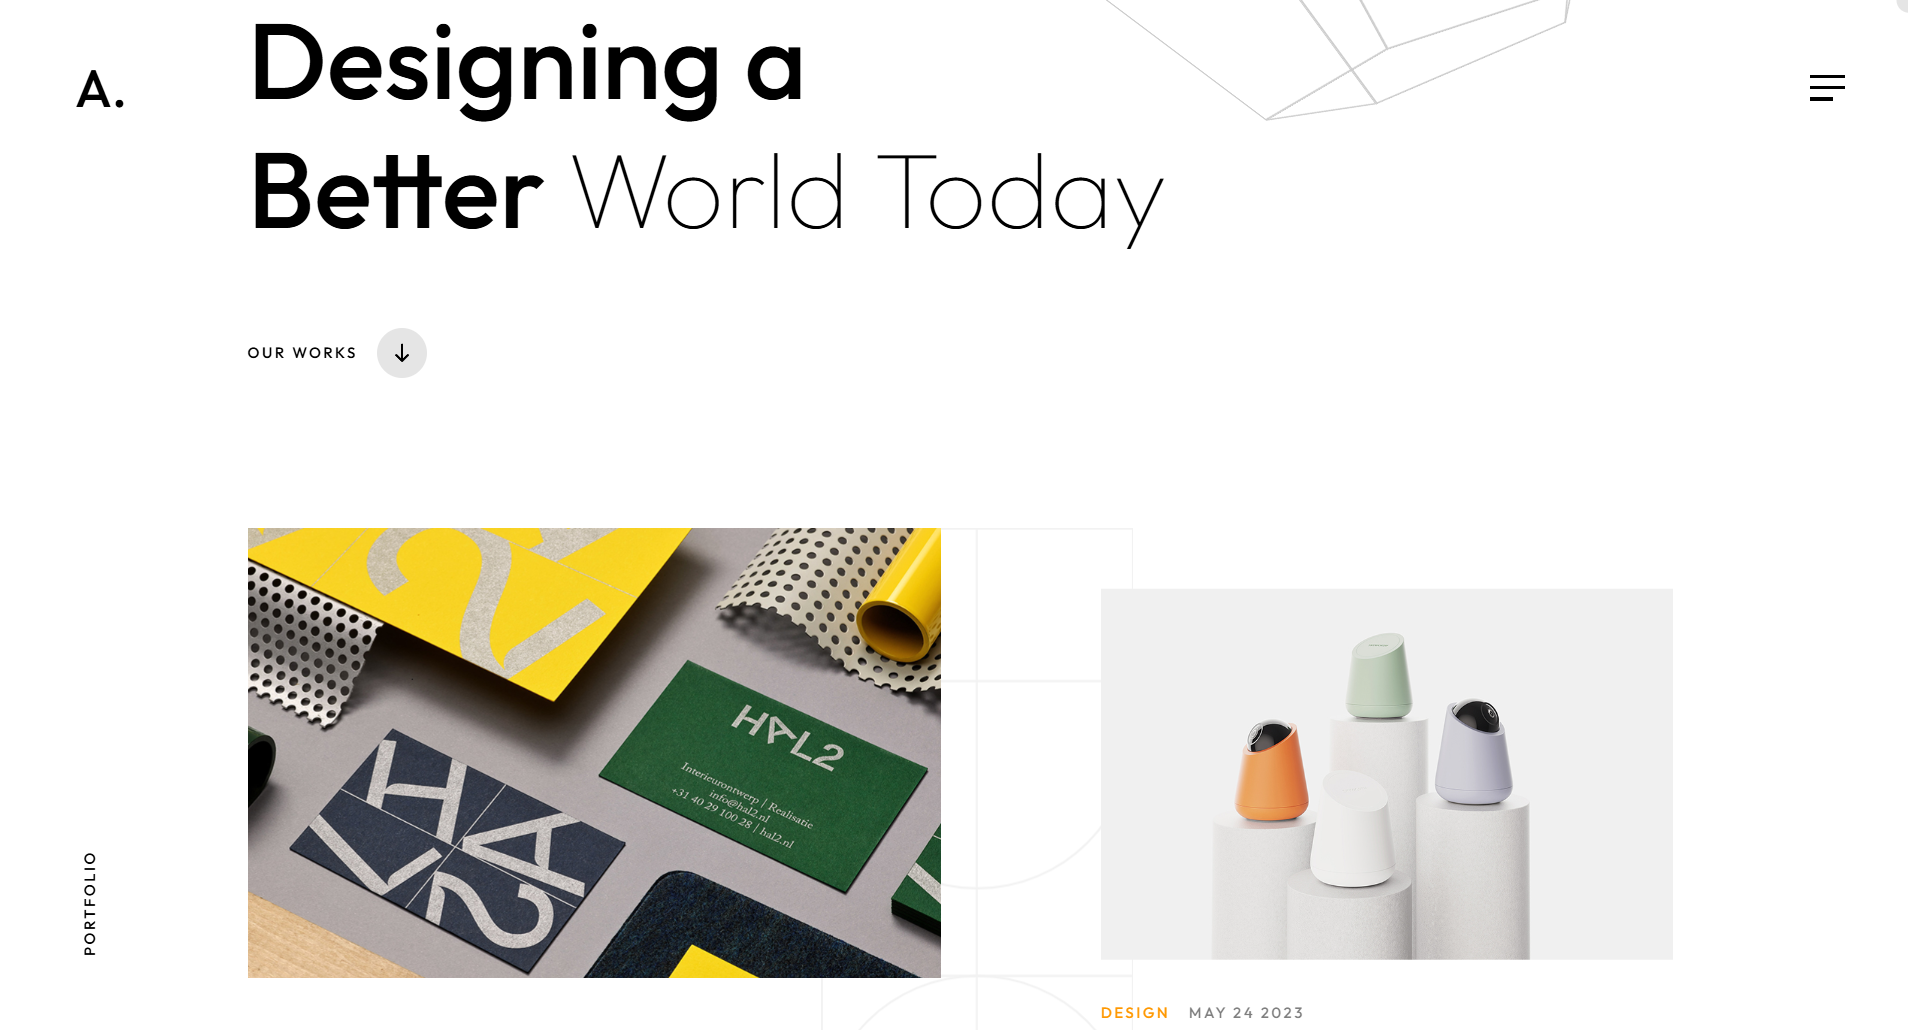 Designing a
A.
Better World Today
OUR WORKS
HAL2
Interieurontwerp | Realisatie
info@hal2.nl
+31 40 29 100 28 | hal2.nl
HAL2
PORTFOLIO
DESIGN MAY 24 2023